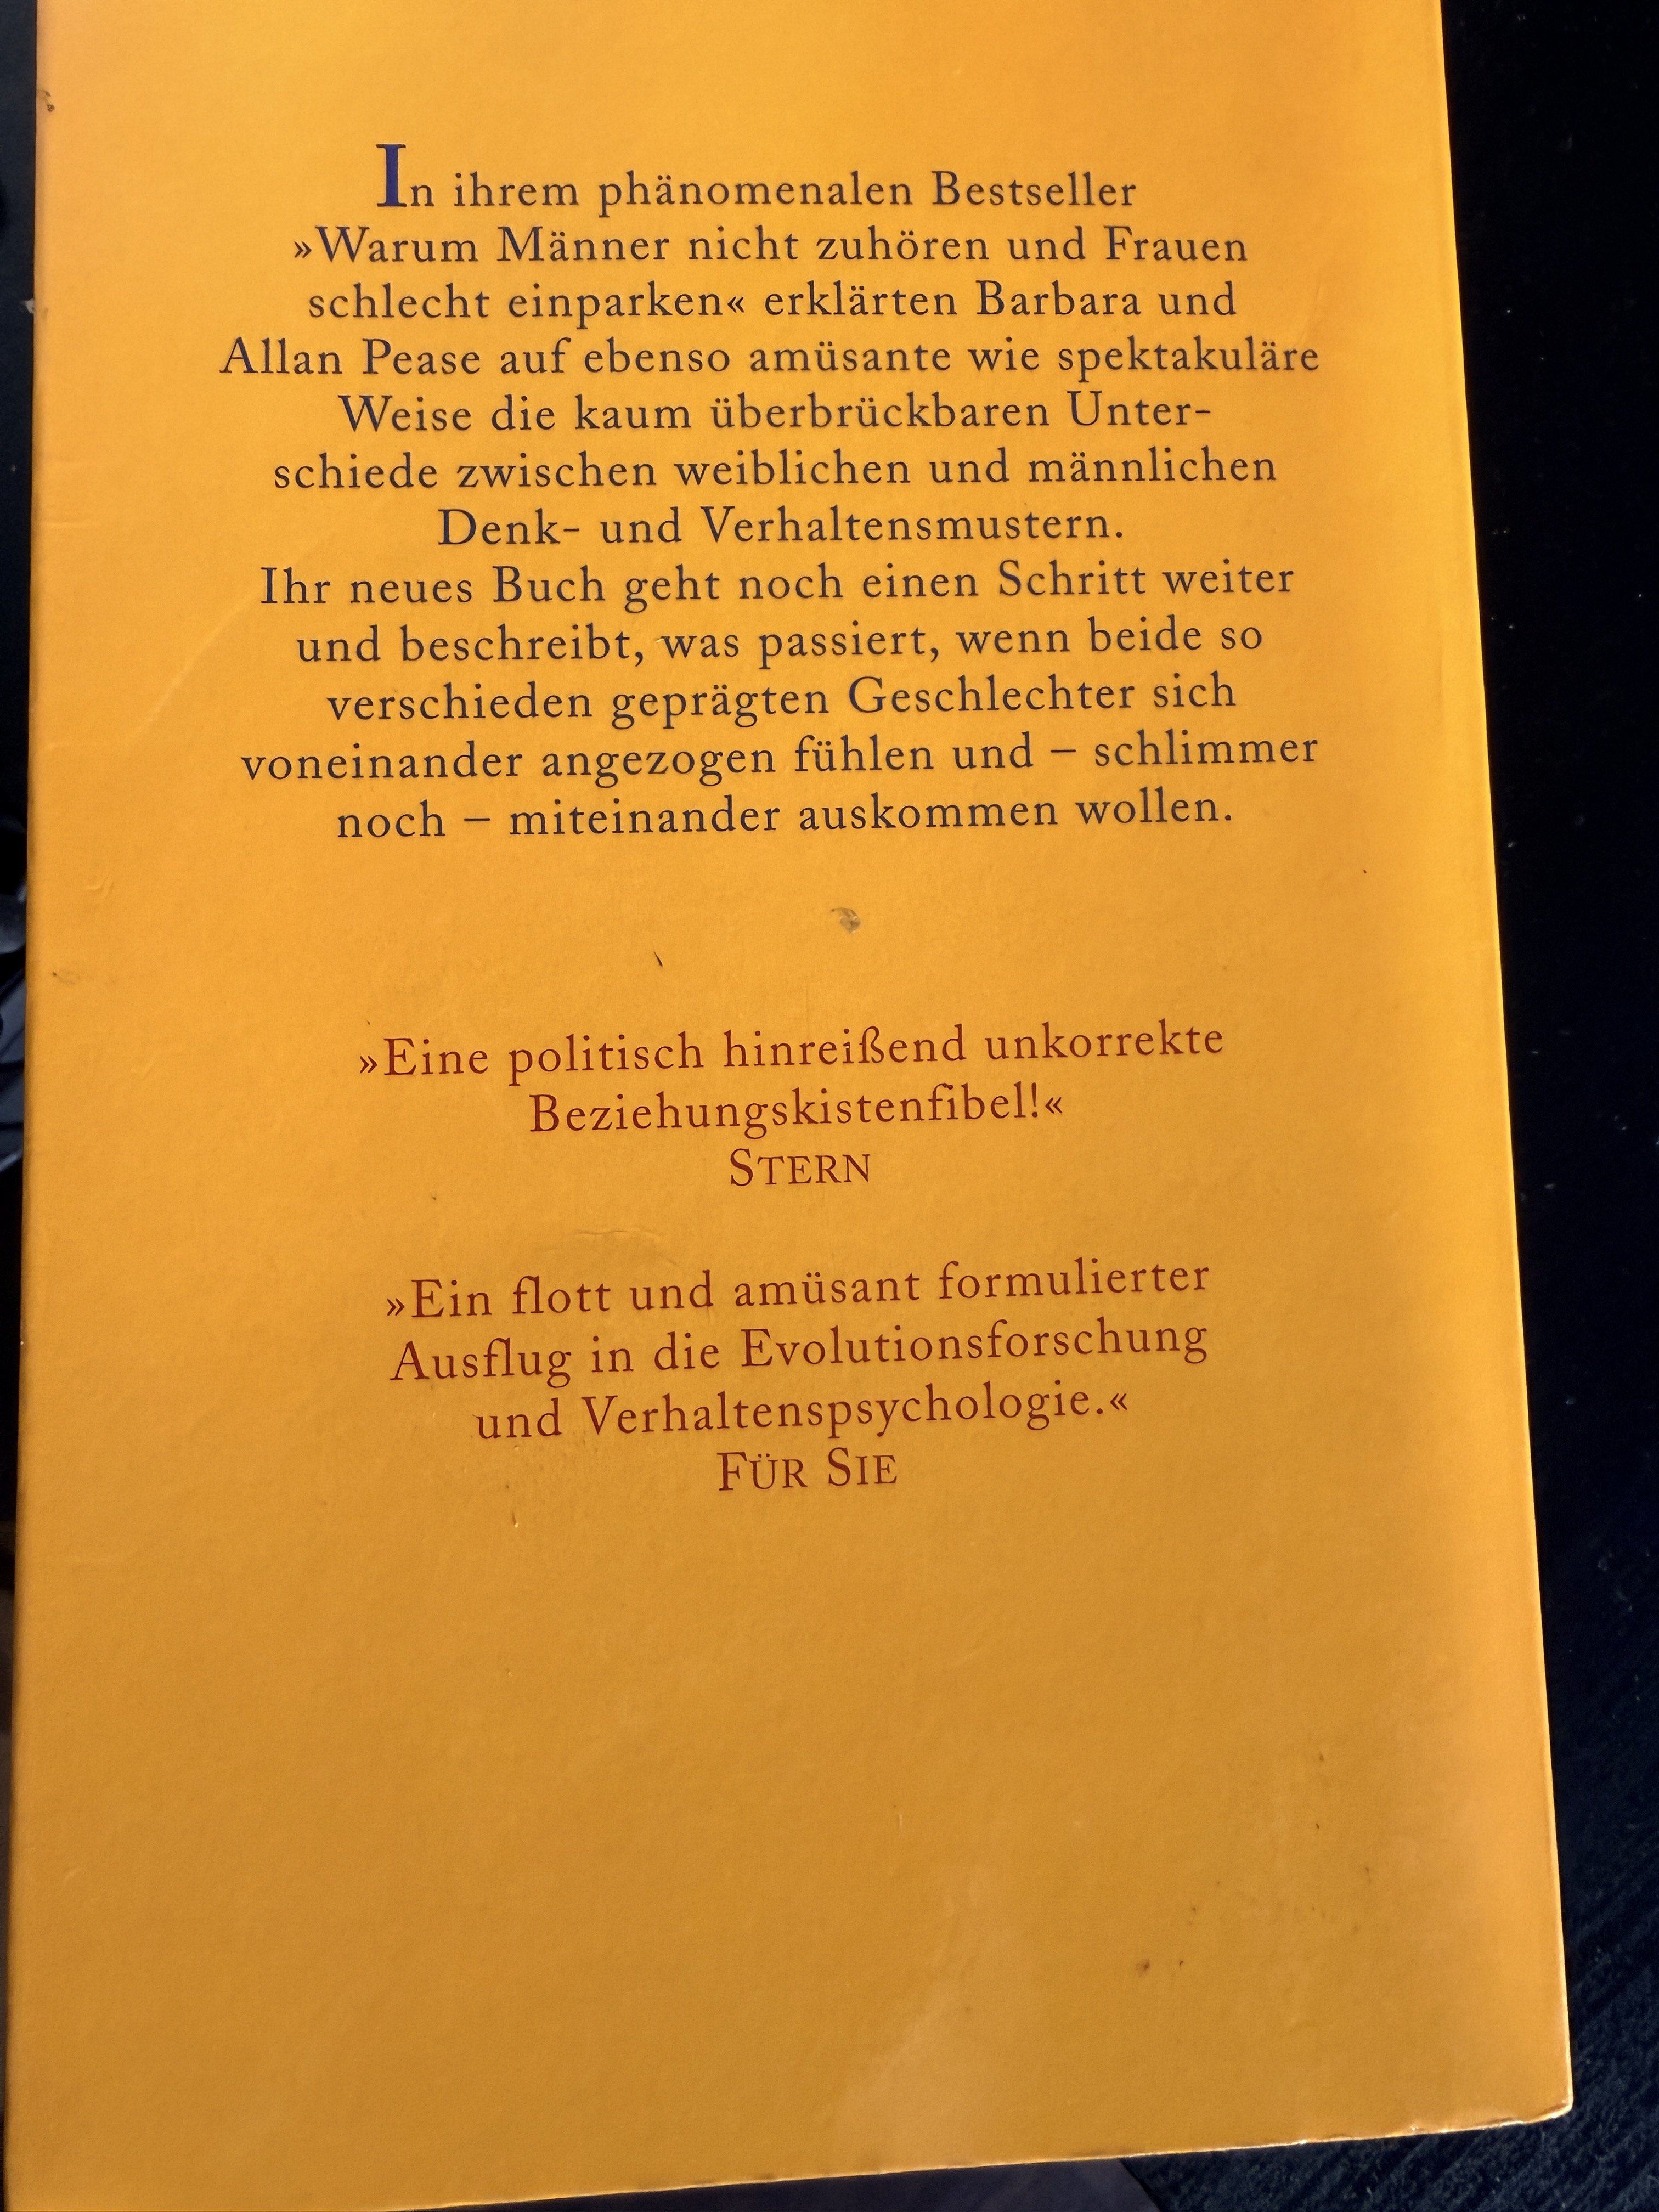 In ihrem phänomenalen Bestseller
»Warum Männer nicht zuhören und Frauen
schlecht einparken« erklärten Barbara und
Allan Pease auf ebenso amüsante wie spektakuläre
Weise die kaum überbrückbaren Unter-
schiede zwischen weiblichen und männlichen
Denk- und Verhaltensmustern.
Ihr neues Buch geht noch einen Schritt weiter
und beschreibt, was passiert, wenn beide so
verschieden geprägten Geschlechter sich
voneinander angezogen fühlen und – schlimmer
noch – miteinander auskommen wollen.
»Eine politisch hinreißend unkorrekte
Beziehungskistenfibel!«
STERN
»Ein flott und amüsant formulierter
Ausflug in die Evolutionsforschung
und Verhaltenspsychologie.«
FÜR SIE